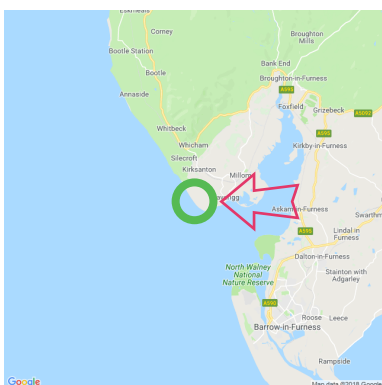 Eskmeals
Corney
Broughton
Mills
Bootle Station
Bank End
Bootle
Broughton-in-Furness
A595
Annaside
Foxfield
Grizebeck
A5092
Whitbeck
A595
Whicham
Kirkby-in-Furness
Silecroft
Kirksanton
Millom
Askam-in-Furness
Swarthm
A595
Lindal in
Furness
Dalton-in-Furness
North Walney
National
Nature Reserve
Stainton with
Adgarley
A590
Roose
Leece
Barrow-in-Furness
Rampside
Google
Map data ©2018 Google